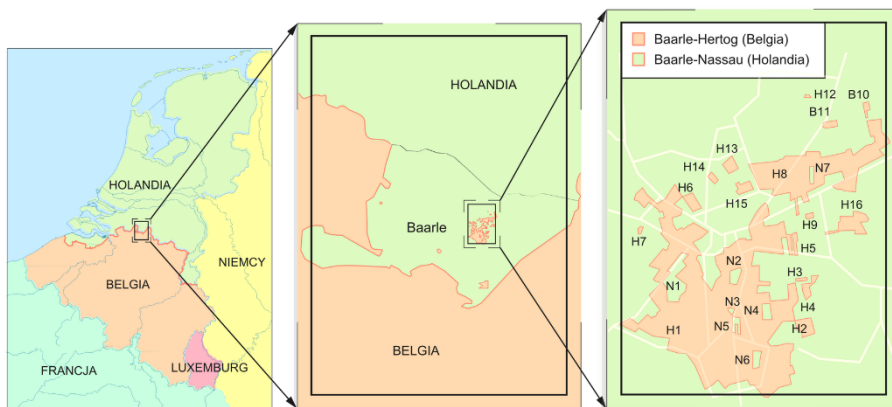 HOLANDIA
BELGIA
NIEMCY
LUXEMBURG
FRANCJA
HOLANDIA
Baarle
BELGIA
Baarle-Hertog (Belgia)
Baarle-Nassau (Holandia)
H12
B10
B11
H13
H14
H8
N7
H6
H15
H16
H9
H7
H5
N2
H3
N1
N3
N4
H4
H1
N5
H2
N6